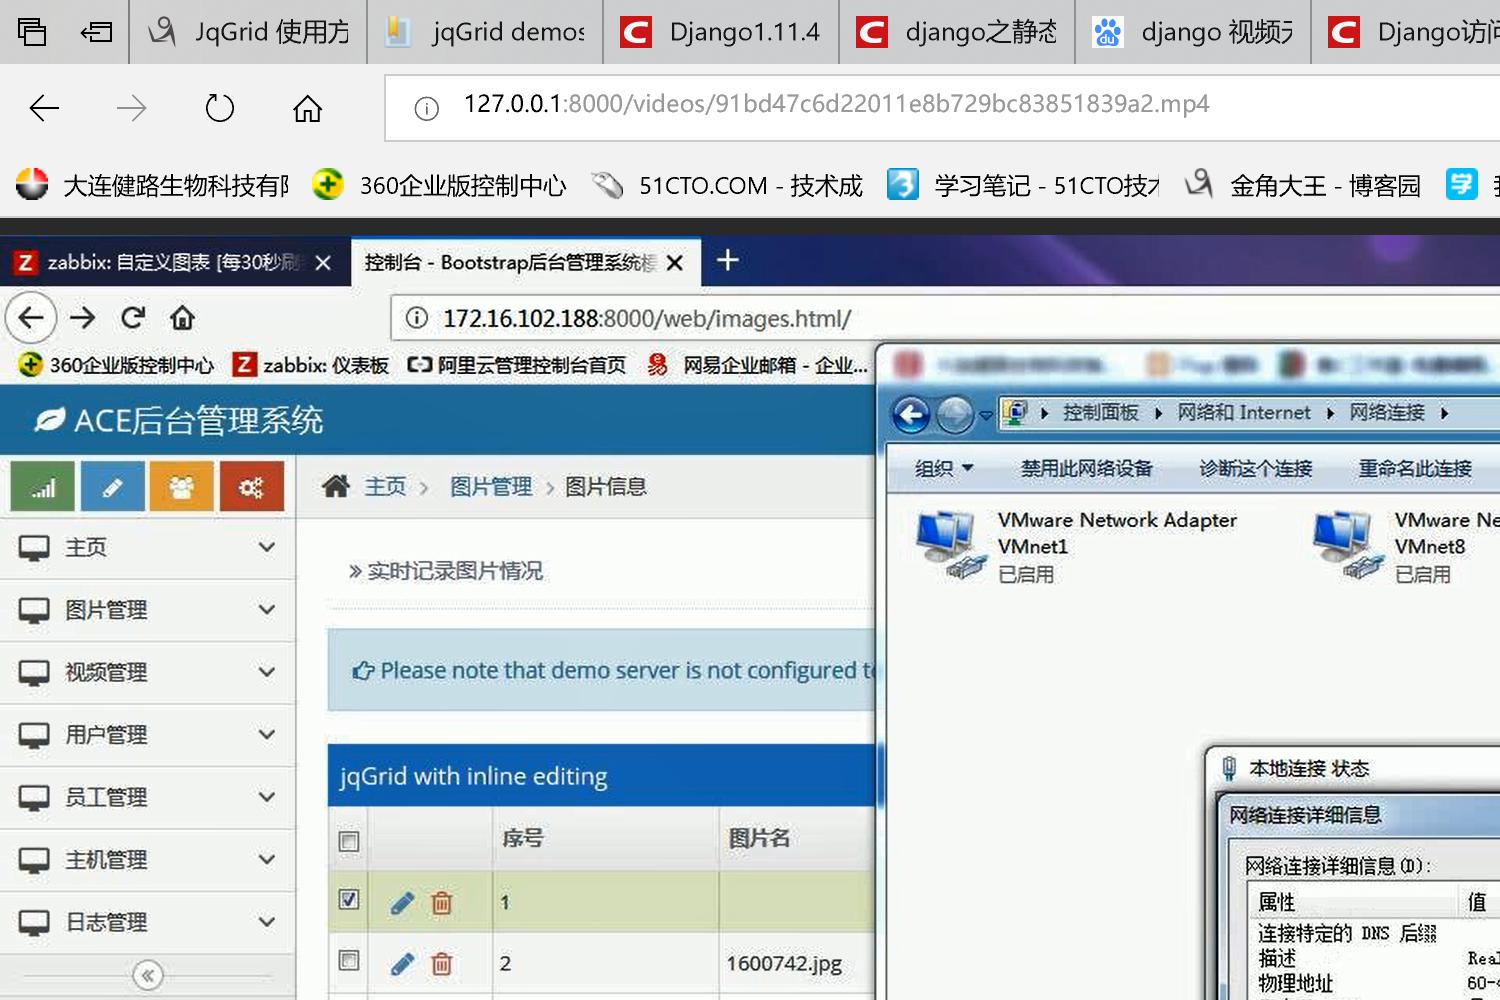 JqGrid 使用方
jqGrid demos
Django1.11.4
django之静态
django 视频无
Django访问
127.0.0.1:8000/videos/91bd47c6d22011e8b729bc83851839a2.mp4
大连健路生物科技有限
360企业版控制中心
51CTO.COM - 技术成
学习笔记 - 51CTO技术
金角大王 - 博客园
学
zabbix: 自定义图表 [每30秒刷
控制台 - Bootstrap后台管理系统模
172.16.102.188:8000/web/images.html/
360企业版控制中心
zabbix: 仪表板
阿里云管理控制台首页
网易企业邮箱 - 企业...
ACE后台管理系统
控制面板
网络和 Internet
网络连接
组织
禁用此网络设备
诊断这个连接
重命名此连接
主页
图片管理
图片信息
VMware Network Adapter
VMnet1
已启用
VMware Ne
VMnet8
已启用
主页
图片管理
视频管理
用户管理
员工管理
主机管理
日志管理
» 实时记录图片情况
Please note that demo server is not configured to
jqGrid with inline editing
序号
图片名
1
2
1600742.jpg
本地连接 状态
网络连接详细信息
网络连接详细信息(D):
属性
值
连接特定的 DNS 后缀
描述
Real
物理地址
60-